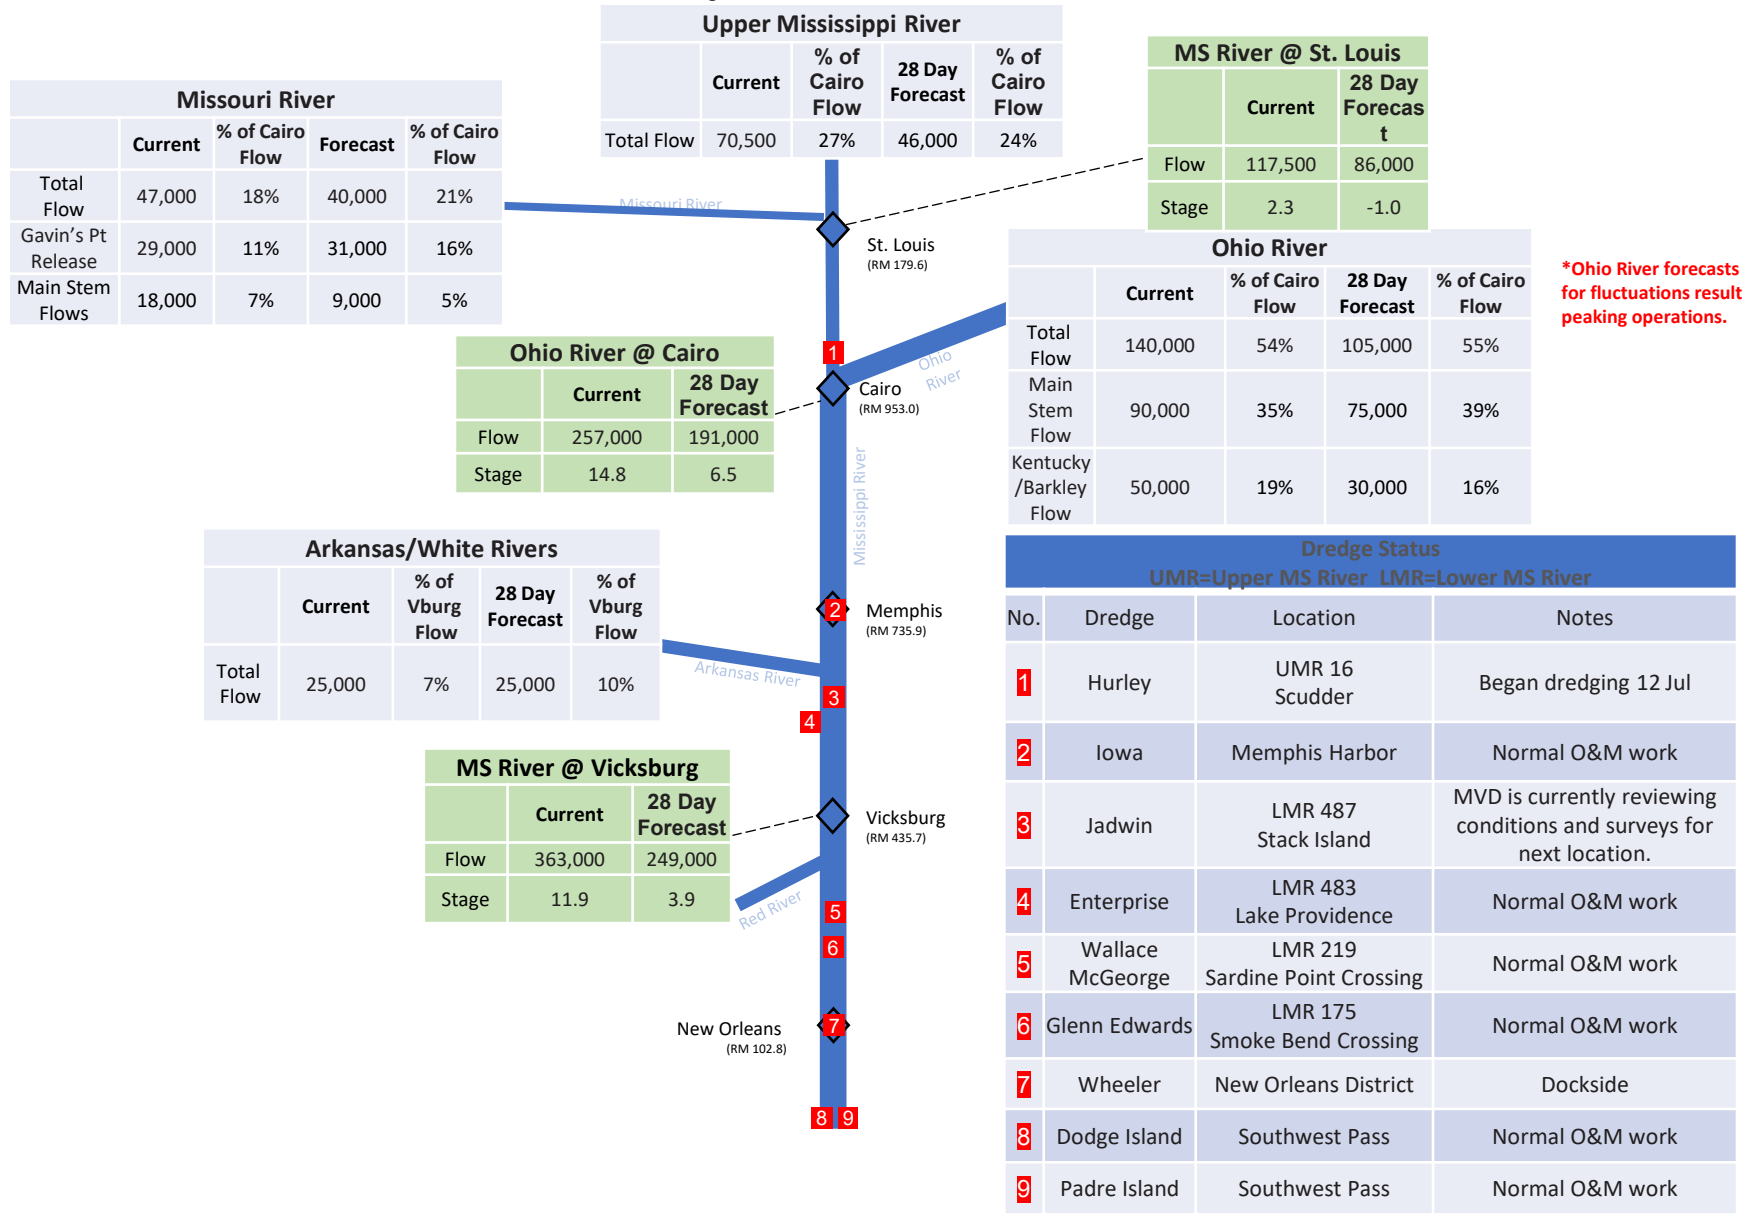 Upper Mississippi River
Current
% of
Cairo
Flow
28 Day
Forecast
% of
Cairo
Flow
Total Flow 70,500 27% 46,000 24%
MS River @ St. Louis
Current
28 Day
Forecas
t
Flow 117,500 86,000
Stage 2.3 -1.0
Missouri River
Current
% of Cairo
Flow
Forecast
% of Cairo
Flow
Total
Flow
47,000 18% 40,000 21%
Gavin's Pt
Release
29,000 11% 31,000 16%
Main Stem
Flows
18,000 7% 9,000 5%
Missouri River
St. Louis
(RM 179.6)
Ohio River
Current
% of Cairo
Flow
28 Day
Forecast
% of Cairo
Flow
Total
Flow
140,000 54% 105,000 55%
Main
Stem
Flow
90,000 35% 75,000 39%
Kentucky
/Barkley
Flow
50,000 19% 30,000 16%
*Ohio River forecasts
for fluctuations result
peaking operations.
1
Ohio
River
Ohio River @ Cairo
Current
28 Day
Forecast
Flow 257,000 191,000
Stage 14.8 6.5
Cairo
(RM 953.0)
Mississippi River
Arkansas/White Rivers
Current
% of
Vburg
Flow
28 Day
Forecast
% of
Vburg
Flow
Total
Flow
25,000 7% 25,000 10%
2
Memphis
(RM 735.9)
Arkansas River
3
4
MS River @ Vicksburg
Current
28 Day
Forecast
Flow 363,000 249,000
Stage 11.9 3.9
Vicksburg
(RM 435.7)
Red River
5
6
New Orleans
(RM 102.8)
7
8 9
Dredge Status
UMR=Upper MS River LMR=Lower MS River
No. Dredge Location Notes
1 Hurley
UMR 16
Scudder
Began dredging 12 Jul
2 Iowa Memphis Harbor Normal O&M work
3 Jadwin
LMR 487
Stack Island
MVD is currently reviewing
conditions and surveys for
next location.
4 Enterprise
LMR 483
Lake Providence
Normal O&M work
5
Wallace
McGeorge
LMR 219
Sardine Point Crossing
Normal O&M work
6 Glenn Edwards
LMR 175
Smoke Bend Crossing
Normal O&M work
7 Wheeler New Orleans District Dockside
8 Dodge Island Southwest Pass Normal O&M work
9 Padre Island Southwest Pass Normal O&M work